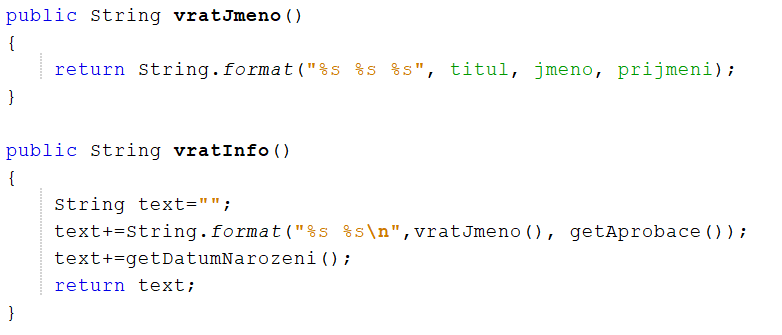 public String vratJmeno()
{
    return String.format("%s %s %s", titul, jmeno, prijmeni);
}

public String vratInfo()
{
    String text="";
    text+=String.format("%s %s\n",vratJmeno(), getAprobace());
    text+=getDatumNarozeni();
    return text;
}